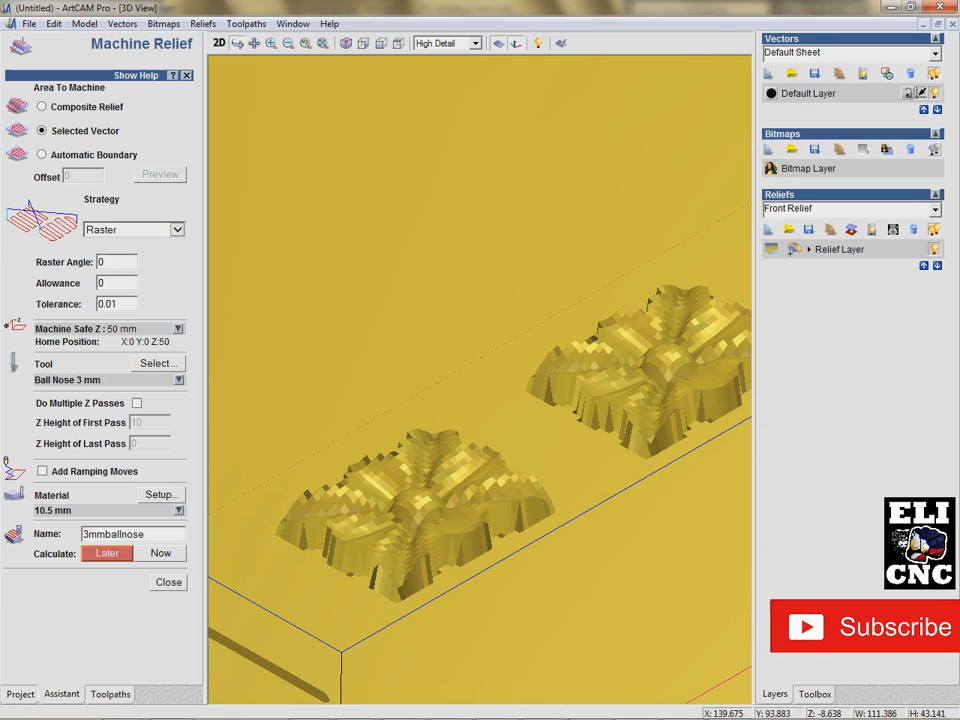 (Untitled) - ArtCAM Pro - [3D View]
File Edit Model Vectors Bitmaps Reliefs Toolpaths Window Help
Machine Relief
2D
High Detail
Show Help ? X
Area To Machine
Composite Relief
Selected Vector
Automatic Boundary
Offset 0 Preview
Strategy
Raster
Raster Angle: 0
Allowance 0
Tolerance: 0.01
Machine Safe Z : 50 mm
Home Position: X:0 Y:0 Z:50
Tool Select ...
Ball Nose 3 mm
Do Multiple Z Passes
Z Height of First Pass 10
Z Height of Last Pass 0
Add Ramping Moves
Material Setup...
10.5 mm
Name: 3mmballnose
Calculate: Later Now
Close
Project Assistant Toolpaths
Vectors
Default Sheet
Default Layer
Bitmaps
Bitmap Layer
Reliefs
Front Relief
Relief Layer
ELI
CNC
Subscribe
Layers Toolbox
X: 139.675 Y: 93.883 Z: -8.638 W: 111.386 H: 43.141